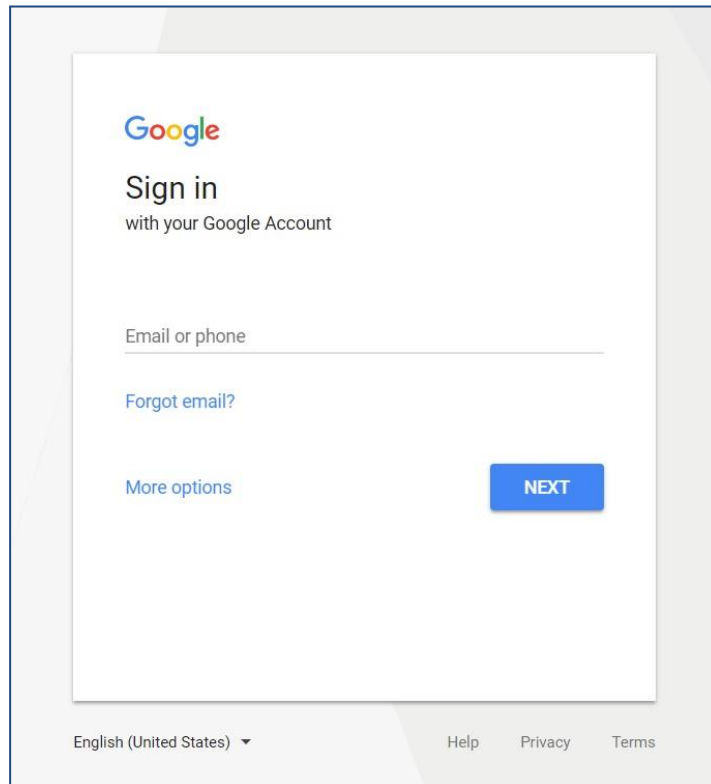 Google
Sign in
with your Google Account
Email or phone
Forgot email?
More options
NEXT
English (United States)
Help Privacy Terms